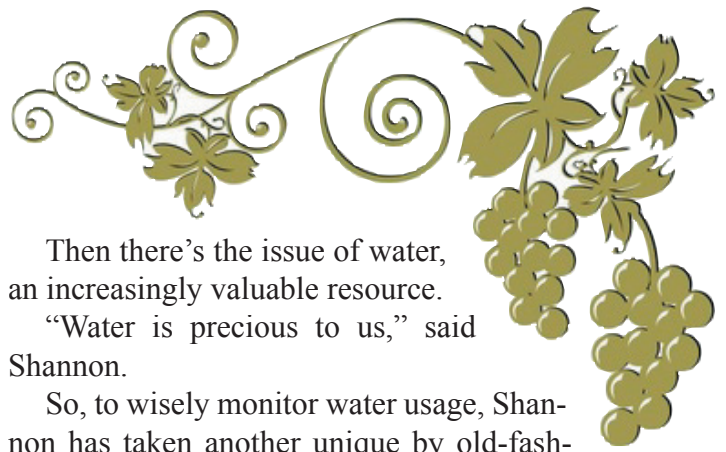 Then there’s the issue of water,
an increasingly valuable resource.
“Water is precious to us,” said
Shannon.
So, to wisely monitor water usage, Shan-
non has taken another unique by old-fash-